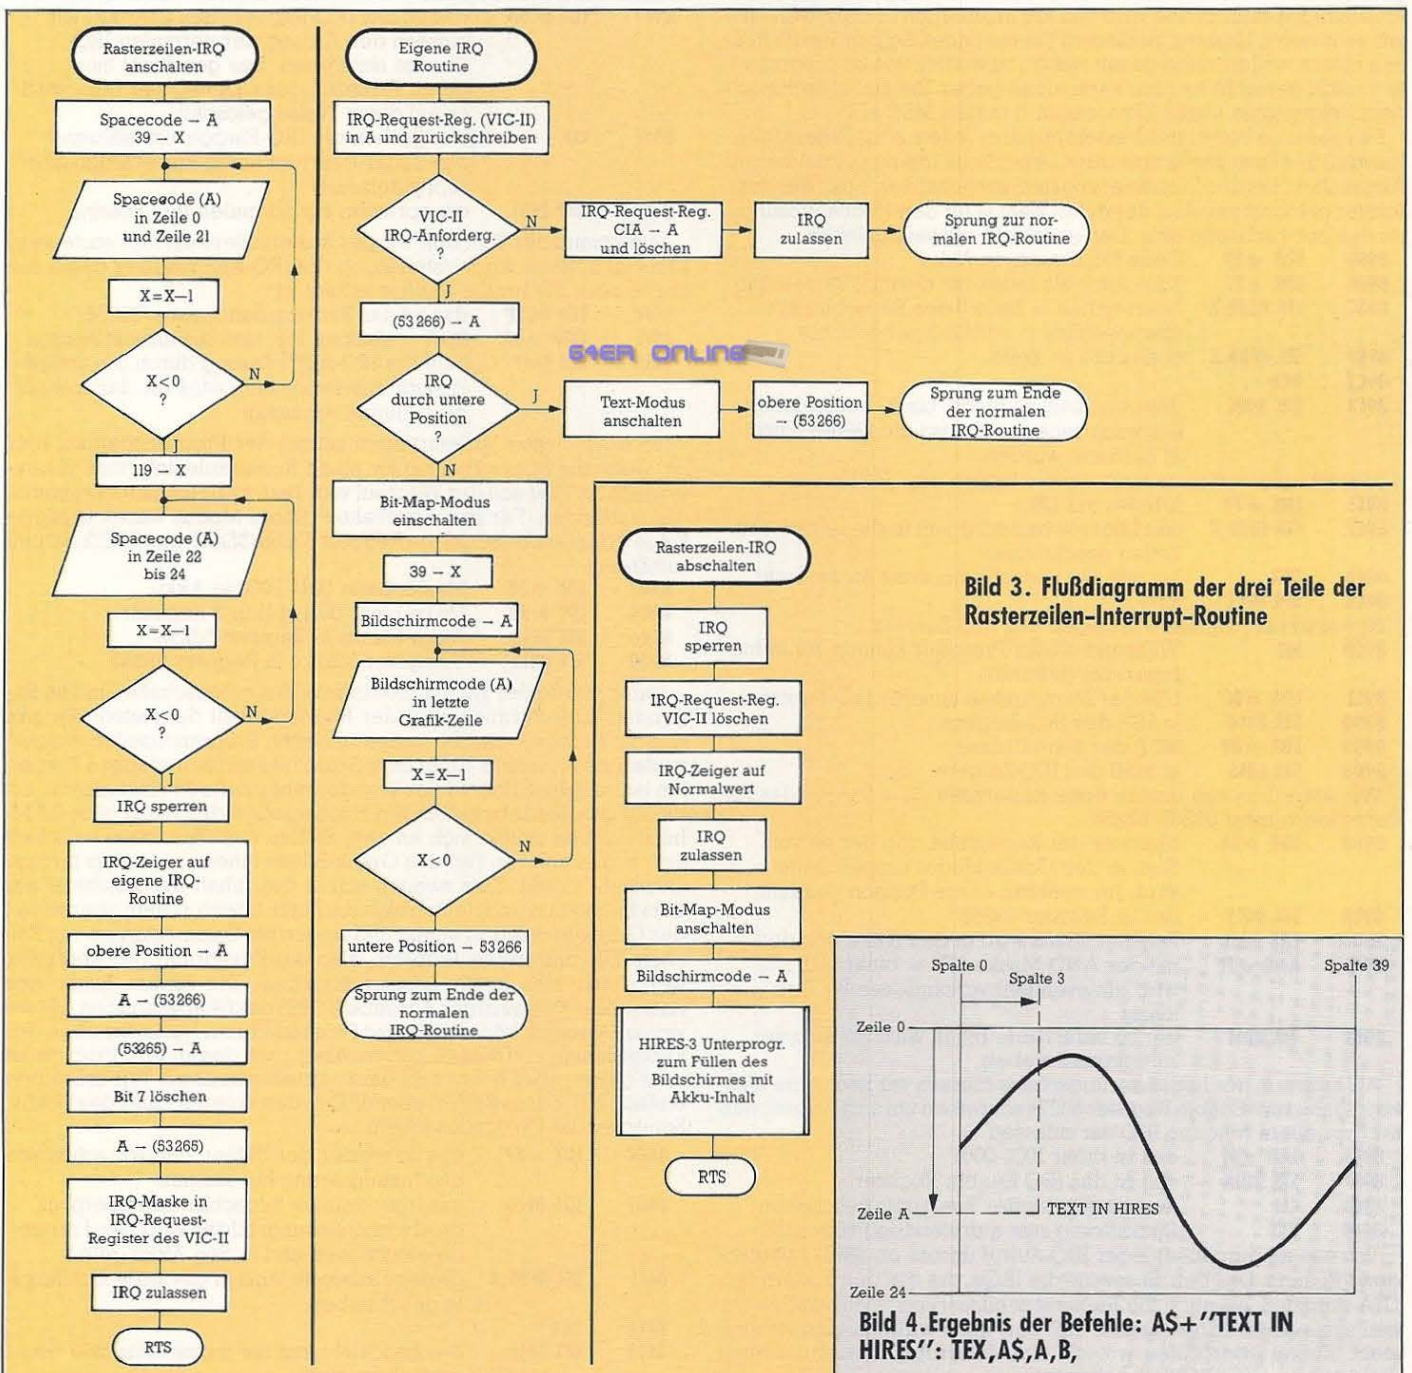 Rasterzeilen-IRQ
anschalten
Spacecode – A
39 – X
Spacecode (A)
in Zeile 0
und Zeile 21
X=X–1
X<0
?
N
J
119 – X
Spacecode (A)
in Zeile 22
bis 24
X=X–1
X<0
?
N
J
IRQ sperren
IRQ-Zeiger auf
eigene IRQ-
Routine
obere Position – A
A – (53266)
(53265) – A
Bit 7 löschen
A – (53265)
IRQ-Maske in
IRQ-Request-
Register des VIC-II
IRQ zulassen
RTS
Eigene IRQ
Routine
IRQ-Request-Reg. (VIC-II)
in A und zurückschreiben
VIC-II
IRQ-Anforderg.
?
N
IRQ-Request-Reg.
CIA – A
und löschen
IRQ
zulassen
Sprung zur nor-
malen IRQ-Routine
J
(53266) – A
64ER ONLINE
IRQ
durch untere
Position
?
J
Text-Modus
anschalten
obere Position
– (53266)
Sprung zum Ende
der normalen
IRQ-Routine
N
Bit-Map-Modus
einschalten
39 – X
Bildschirmcode – A
Bildschirmcode (A)
in letzte
Grafik-Zeile
X=X–1
X<0
N
untere Position – 53266
Sprung zum Ende der
normalen
IRQ-Routine
Rasterzeilen-IRQ
abschalten
IRQ
sperren
IRQ-Request-Reg.
VIC-II löschen
IRQ-Zeiger auf
Normalwert
IRQ
zulassen
Bit-Map-Modus
anschalten
Bildschirmcode – A
HIRES-3 Unterprogr.
zum Füllen des
Bildschirmes mit
Akku-Inhalt
RTS
Bild 3. Flußdiagramm der drei Teile der
Rasterzeilen-Interrupt-Routine
Spalte 0
Spalte 3
Spalte 39
Zeile 0
Zeile A
TEXT IN HIRES
Zeile 24
Bild 4. Ergebnis der Befehle: A$+''TEXT IN
HIRES'': TEX,A$,A,B,